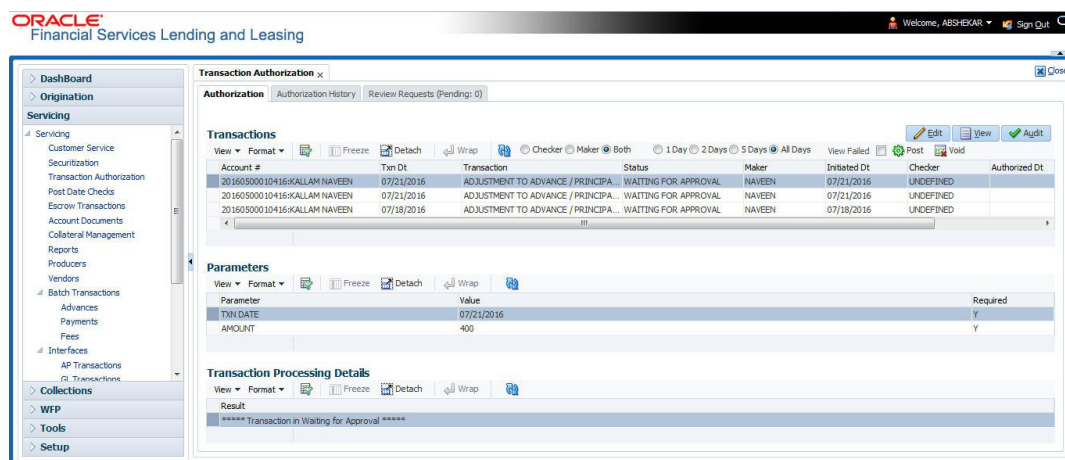 ORACLE
Financial Services Lending and Leasing
Welcome, ABSHEKAR
Sign Out
DashBoard
Origination
Servicing
Servicing
Customer Service
Securitization
Transaction Authorization
Post Date Checks
Escrow Transactions
Account Documents
Collateral Management
Reports
Producers
Vendors
Batch Transactions
Advances
Payments
Fees
Interfaces
AP Transactions
GL Transactions
Collections
WFP
Tools
Setup
Transaction Authorization
Close
Authorization Authorization History Review Requests (Pending: 0)
Transactions
Edit View Audit
View Format Freeze Detach Wrap Checker Maker Both 1 Day 2 Days 5 Days All Days View Failed Post Void
Account # Txn Dt Transaction Status Maker Initiated Dt Checker Authorized Dt
20160500010416:KALLAM NAVEEN 07/21/2016 ADJUSTMENT TO ADVANCE / PRINCIPA... WAITING FOR APPROVAL NAVEEN 07/21/2016 UNDEFINED
20160500010416:KALLAM NAVEEN 07/21/2016 ADJUSTMENT TO ADVANCE / PRINCIPA... WAITING FOR APPROVAL NAVEEN 07/21/2016 UNDEFINED
20160500010416:KALLAM NAVEEN 07/18/2016 ADJUSTMENT TO ADVANCE / PRINCIPA... WAITING FOR APPROVAL NAVEEN 07/18/2016 UNDEFINED
Parameters
View Format Freeze Detach Wrap
Parameter Value Required
TXN DATE 07/21/2016 Y
AMOUNT 400 Y
Transaction Processing Details
View Format Freeze Detach Wrap
Result
***** Transaction in Waiting for Approval *****